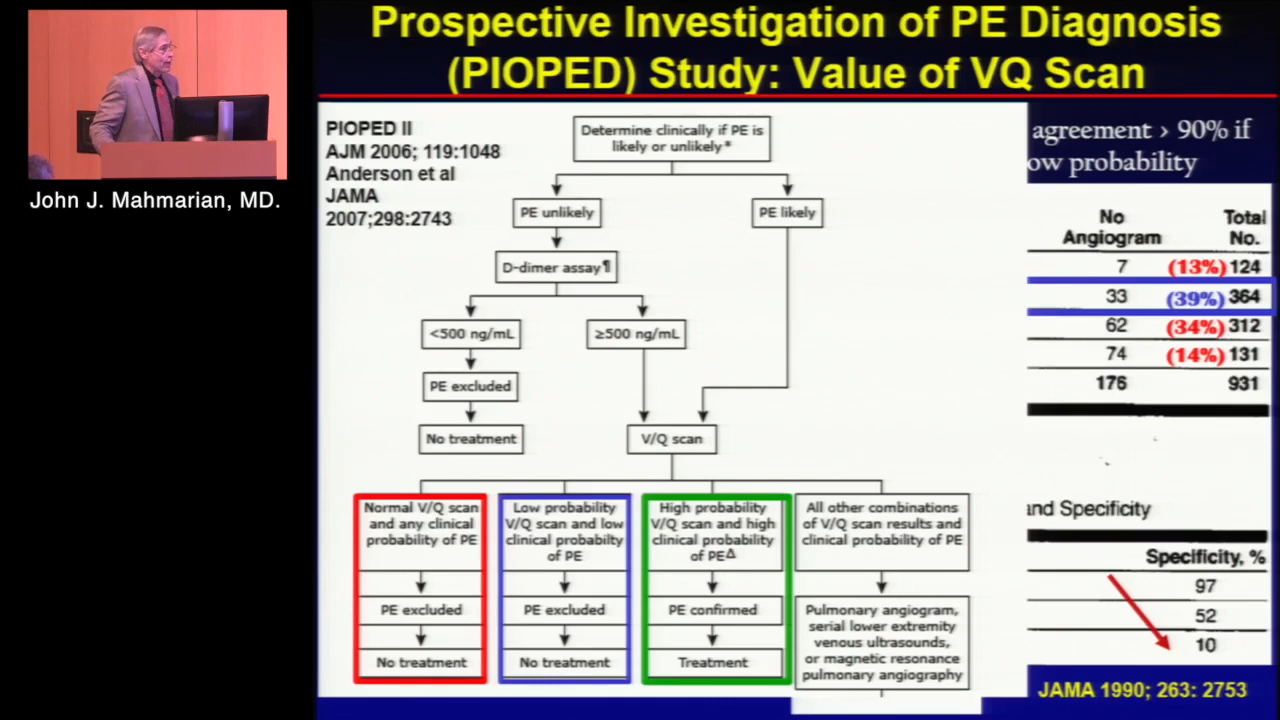 Prospective Investigation of PE Diagnosis
(PIOPED) Study: Value of VQ Scan
John J. Mahmarian, MD.
PIOPED II
AJM 2006; 119:1048
Anderson et al
JAMA
2007;298:2743
Determine clinically if PE is
likely or unlikely*
PE unlikely
PE likely
D-dimer assay¶
<500 ng/mL
≥500 ng/mL
PE excluded
No treatment
V/Q scan
Normal V/Q scan
and any clinical
probability of PE
PE excluded
No treatment
Low probability
V/Q scan and low
clinical probabilty
of PE
PE excluded
No treatment
High probability
V/Q scan and high
clinical probability
of PEΔ
PE confirmed
Treatment
All other combinations
of V/Q scan results and
clinical probability of PE
Pulmonary angiogram,
serial lower extremity
venous ultrasounds,
or magnetic resonance
pulmonary angiography
agreement > 90% if
ow probability
No Angiogram Total No.
7 (13%) 124
33 (39%) 364
62 (34%) 312
74 (14%) 131
176 931
and Specificity
Specificity, %
97
52
10
JAMA 1990; 263: 2753